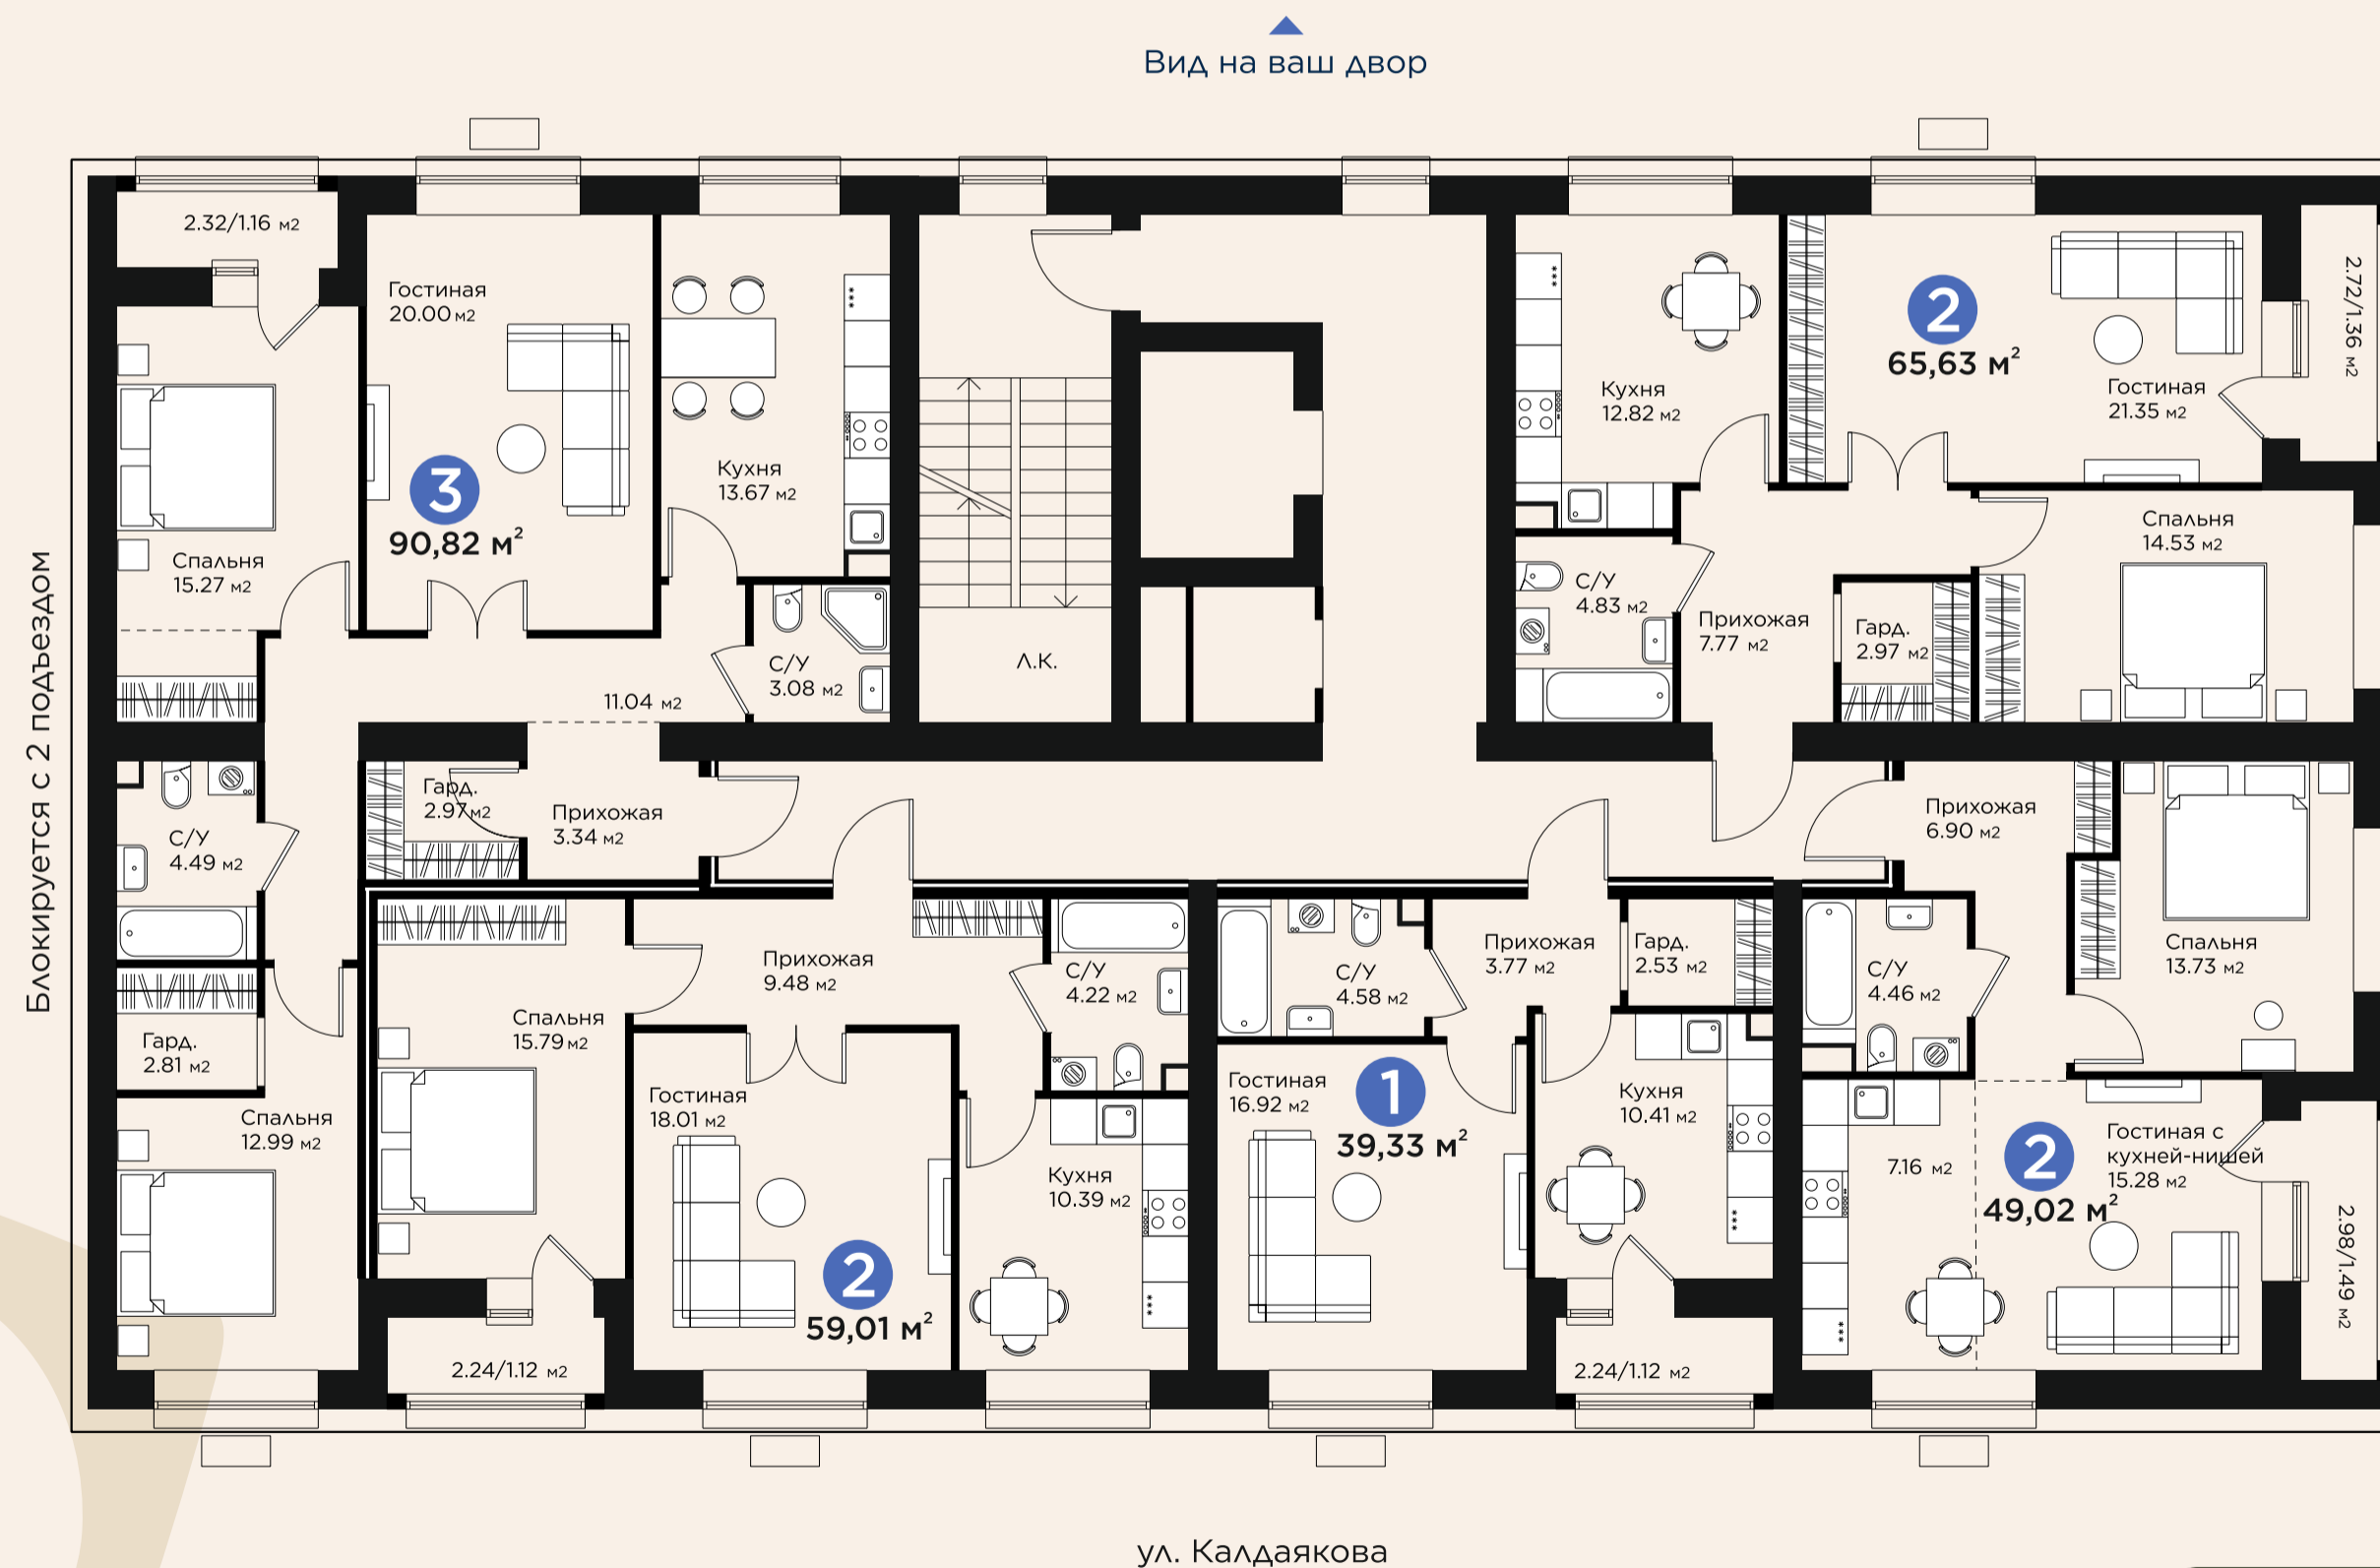 Вид на ваш двор
Блокируется с 2 подъездом
2.32/1.16 м2
Гостиная
20.00 м2
3
90,82 м²
Кухня
13.67 м2
Спальня
15.27 м2
С/У
3.08 м2
11.04 м2
Л.К.
Кухня
12.82 м2
2
65,63 м²
Гостиная
21.35 м2
2.72/1.36 м2
Спальня
14.53 м2
С/У
4.83 м2
Прихожая
7.77 м2
Гард.
2.97 м2
Гард.
2.97 м2
Прихожая
3.34 м2
С/У
4.49 м2
Гард.
2.81 м2
Спальня
12.99 м2
Спальня
15.79 м2
Прихожая
9.48 м2
С/У
4.22 м2
Гостиная
18.01 м2
2
59,01 м²
Кухня
10.39 м2
2.24/1.12 м2
С/У
4.58 м2
Прихожая
3.77 м2
Гард.
2.53 м2
Гостиная
16.92 м2
1
39,33 м²
Кухня
10.41 м2
2.24/1.12 м2
Прихожая
6.90 м2
Спальня
13.73 м2
С/У
4.46 м2
7.16 м2
2
49,02 м²
Гостиная с
кухней-нишей
15.28 м2
2.98/1.49 м2
ул. Калдаякова